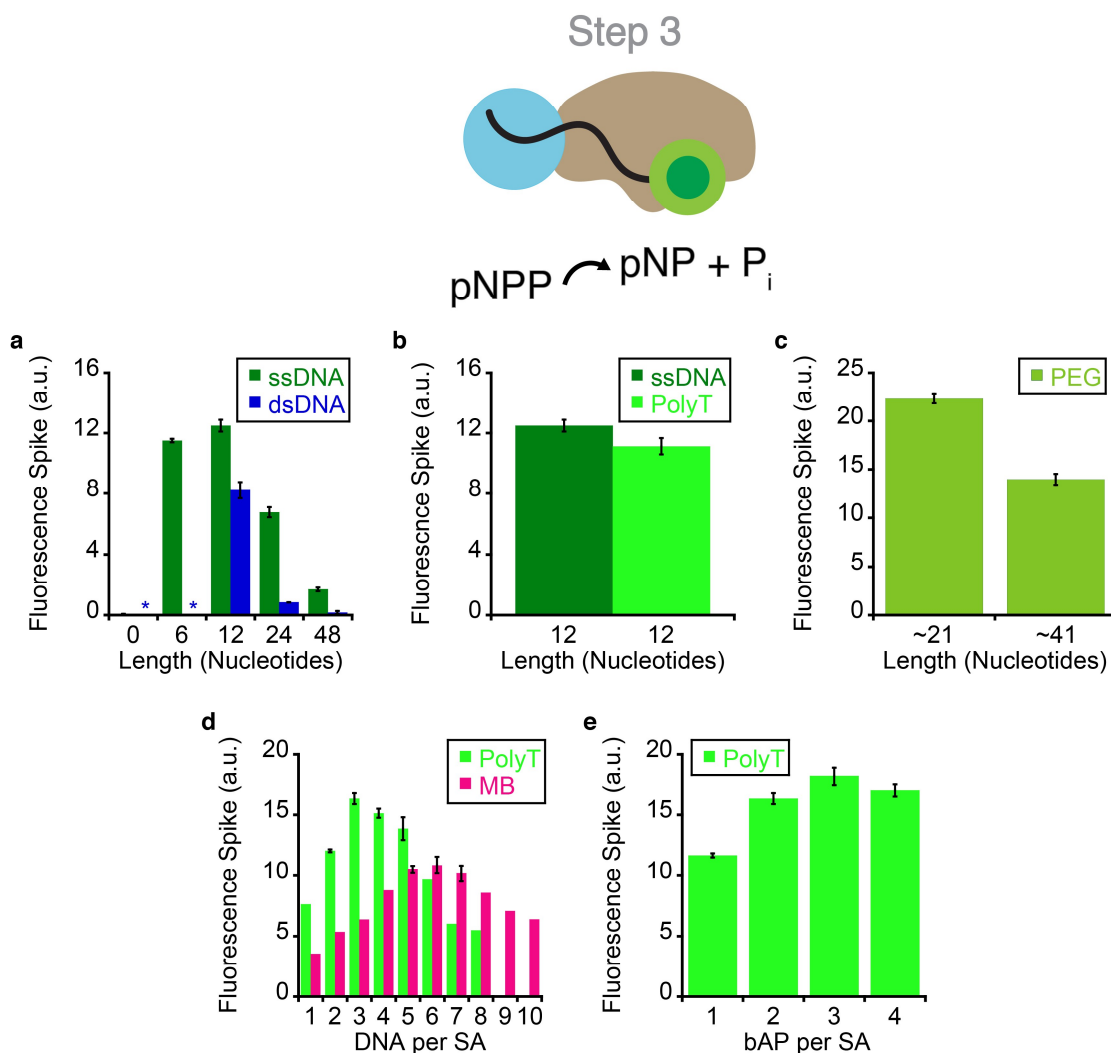 Step 3
pNPP pNP + Pi
a
Fluorescence Spike (a.u.)
16
12
8
4
0
ssDNA
dsDNA
* *
0 6 12 24 48
Length (Nucleotides)
b
Fluorescnce Spike (a.u.)
16
12
8
4
0
ssDNA
PolyT
12 12
Length (Nucleotides)
c
Fluorescence Spike (a.u.)
25
20
15
10
5
0
PEG
~21 ~41
Length (Nucleotides)
d
Fluorescence Spike (a.u.)
20
15
10
5
0
PolyT
MB
1 2 3 4 5 6 7 8 9 10
DNA per SA
e
Fluorescence Spike (a.u.)
20
15
10
5
0
PolyT
1 2 3 4
bAP per SA